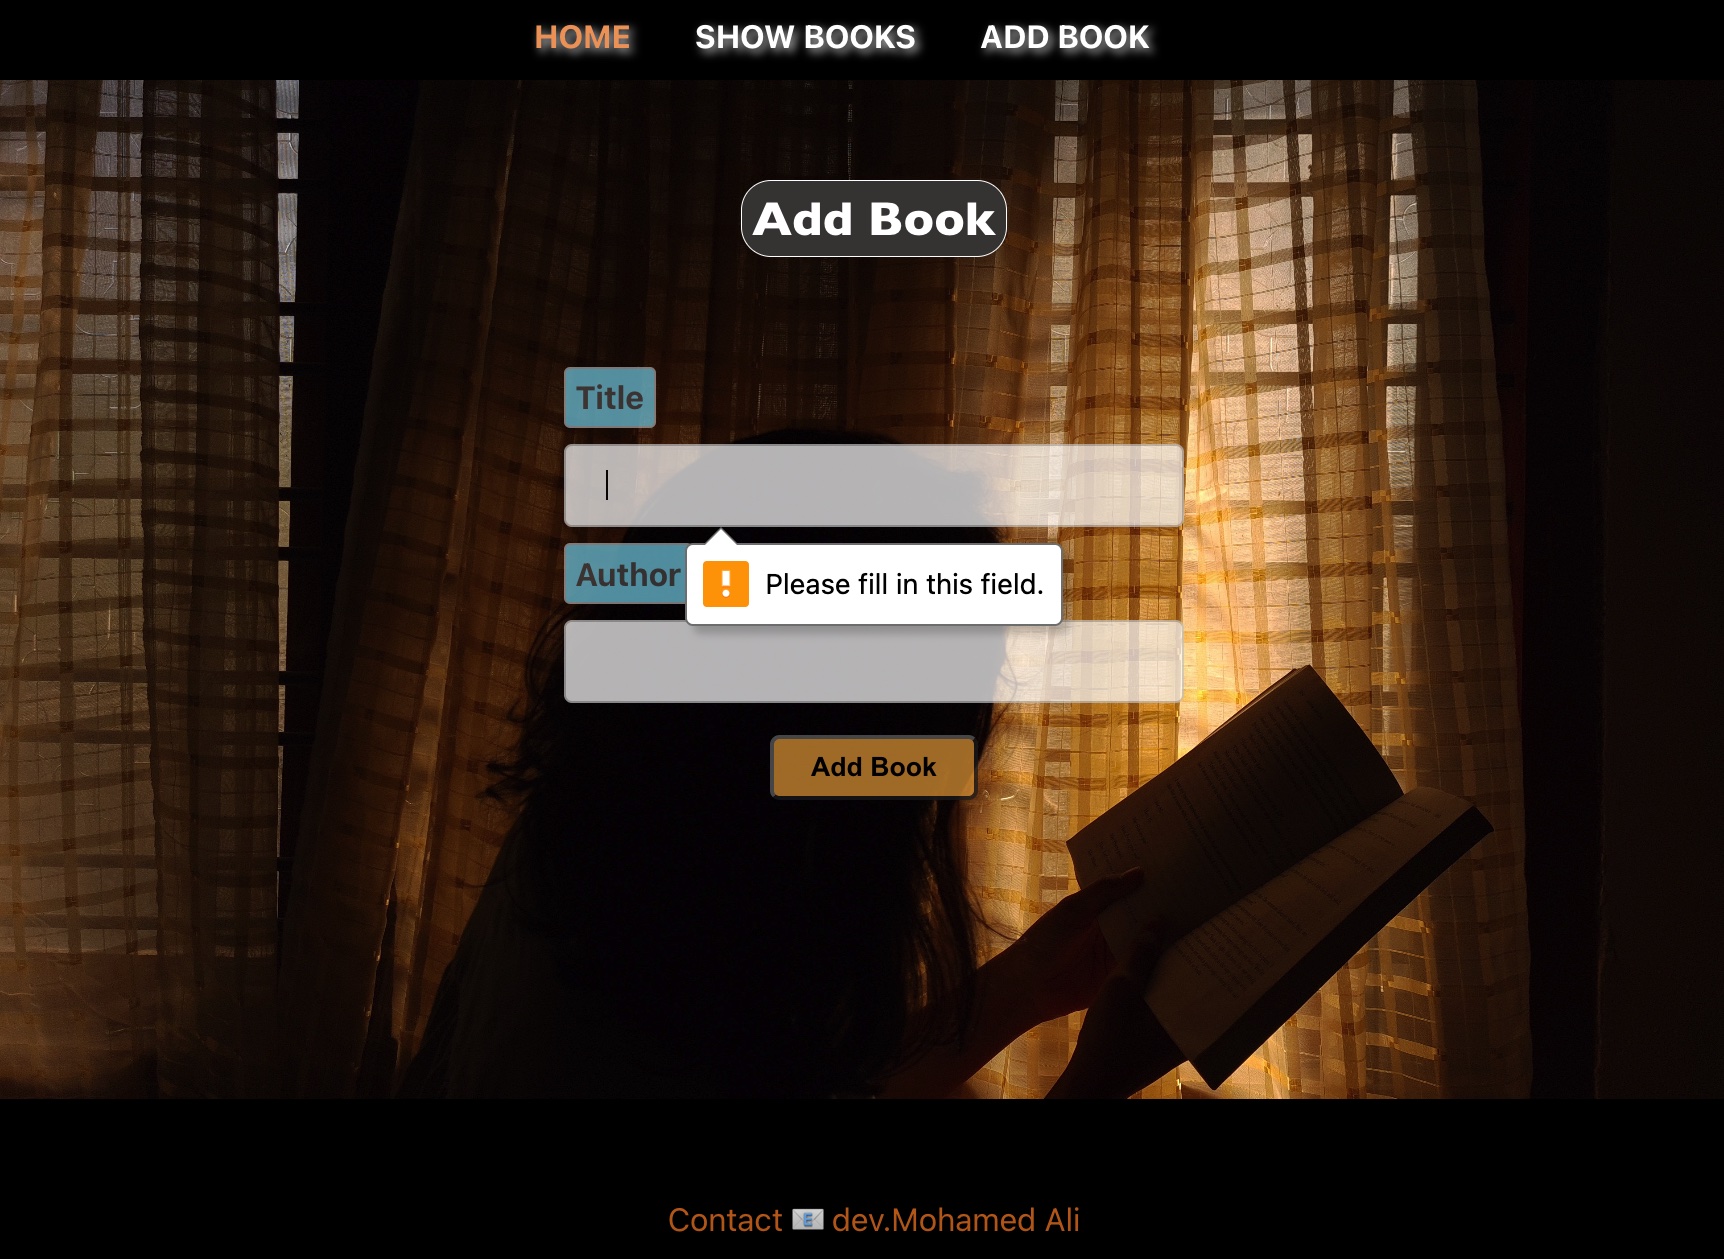 HOME SHOW BOOKS ADD BOOK
Add Book
Title
Author
Please fill in this field.
Add Book
Contact 📧 dev.Mohamed Ali